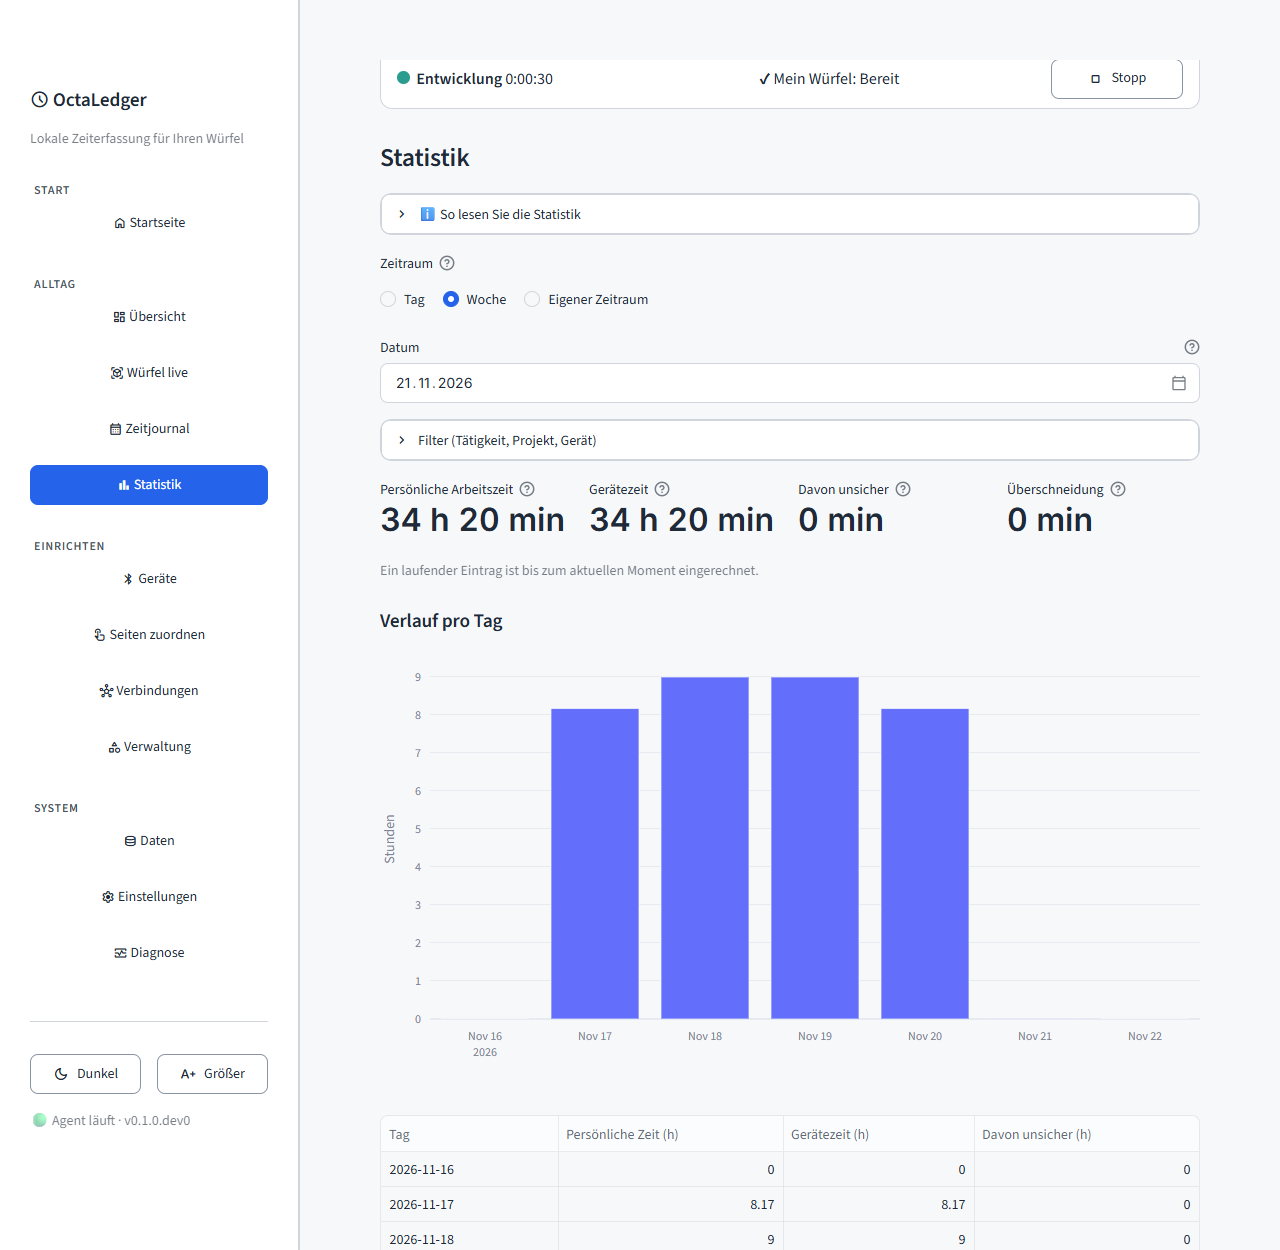 OctaLedger
Lokale Zeiterfassung für Ihren Würfel
START
Startseite
ALLTAG
Übersicht
Würfel live
Zeitjournal
Statistik
EINRICHTEN
Geräte
Seiten zuordnen
Verbindungen
Verwaltung
SYSTEM
Daten
Einstellungen
Diagnose
Dunkel
A+ Größer
Agent läuft · v0.1.0.dev0
Entwicklung 0:00:30
✓ Mein Würfel: Bereit
Stopp
Statistik
ℹ️ So lesen Sie die Statistik
Zeitraum
Tag Woche Eigener Zeitraum
Datum
21.11.2026
Filter (Tätigkeit, Projekt, Gerät)
Persönliche Arbeitszeit Gerätezeit Davon unsicher Überschneidung
34 h 20 min 34 h 20 min 0 min 0 min
Ein laufender Eintrag ist bis zum aktuellen Moment eingerechnet.
Verlauf pro Tag
Stunden
9
8
7
6
5
4
3
2
1
0
Nov 16 Nov 17 Nov 18 Nov 19 Nov 20 Nov 21 Nov 22
2026
Tag Persönliche Zeit (h) Gerätezeit (h) Davon unsicher (h)
2026-11-16 0 0 0
2026-11-17 8.17 8.17 0
2026-11-18 9 9 0